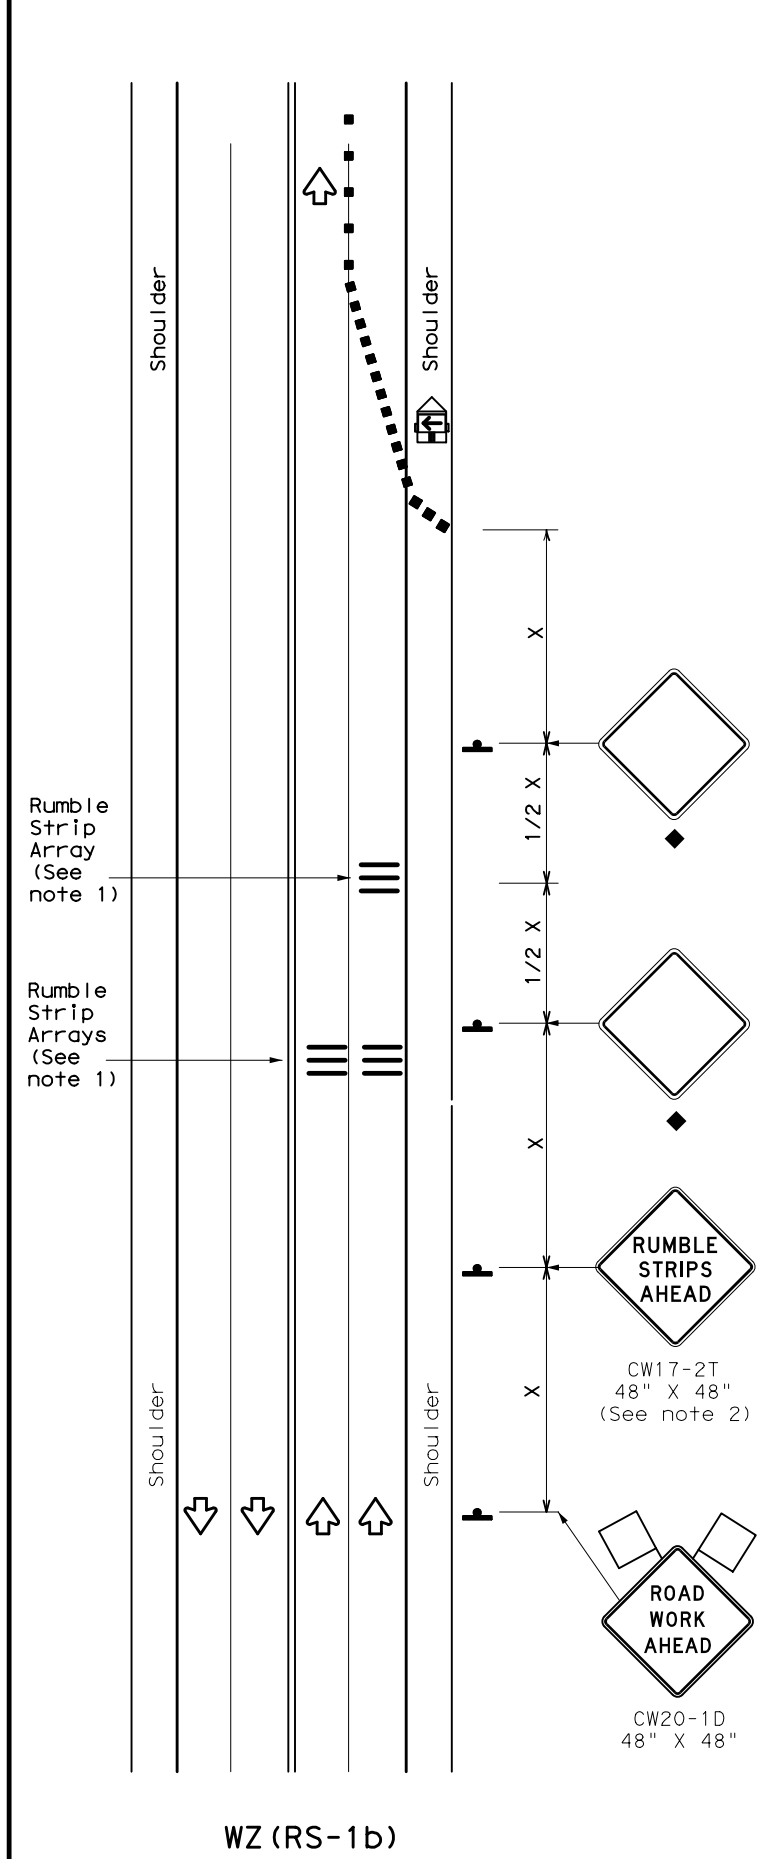 Shoulder
Shoulder
X
1/2 X
Rumble
Strip
Array
(See
note 1)
1/2 X
Rumble
Strip
Arrays
(See
note 1)
X
RUMBLE
STRIPS
AHEAD
CW17-2T
48" X 48"
(See note 2)
X
Shoulder
Shoulder
ROAD
WORK
AHEAD
CW20-1D
48" X 48"
WZ(RS-1b)